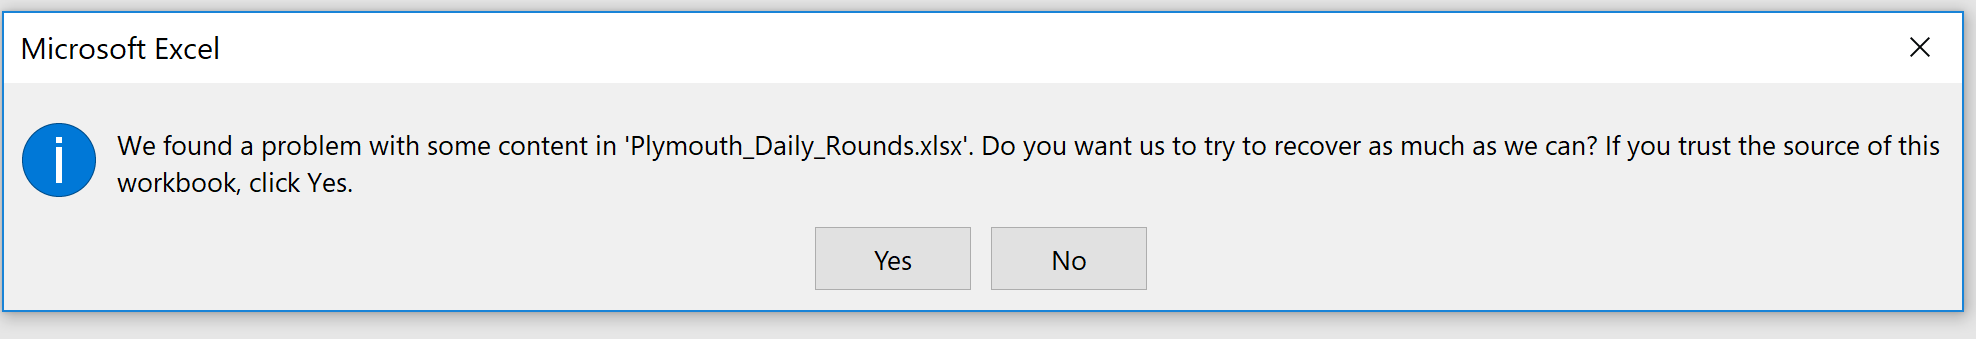 Microsoft Excel
We found a problem with some content in 'Plymouth_Daily_Rounds.xlsx'. Do you want us to try to recover as much as we can? If you trust the source of this
workbook, click Yes.
Yes
No